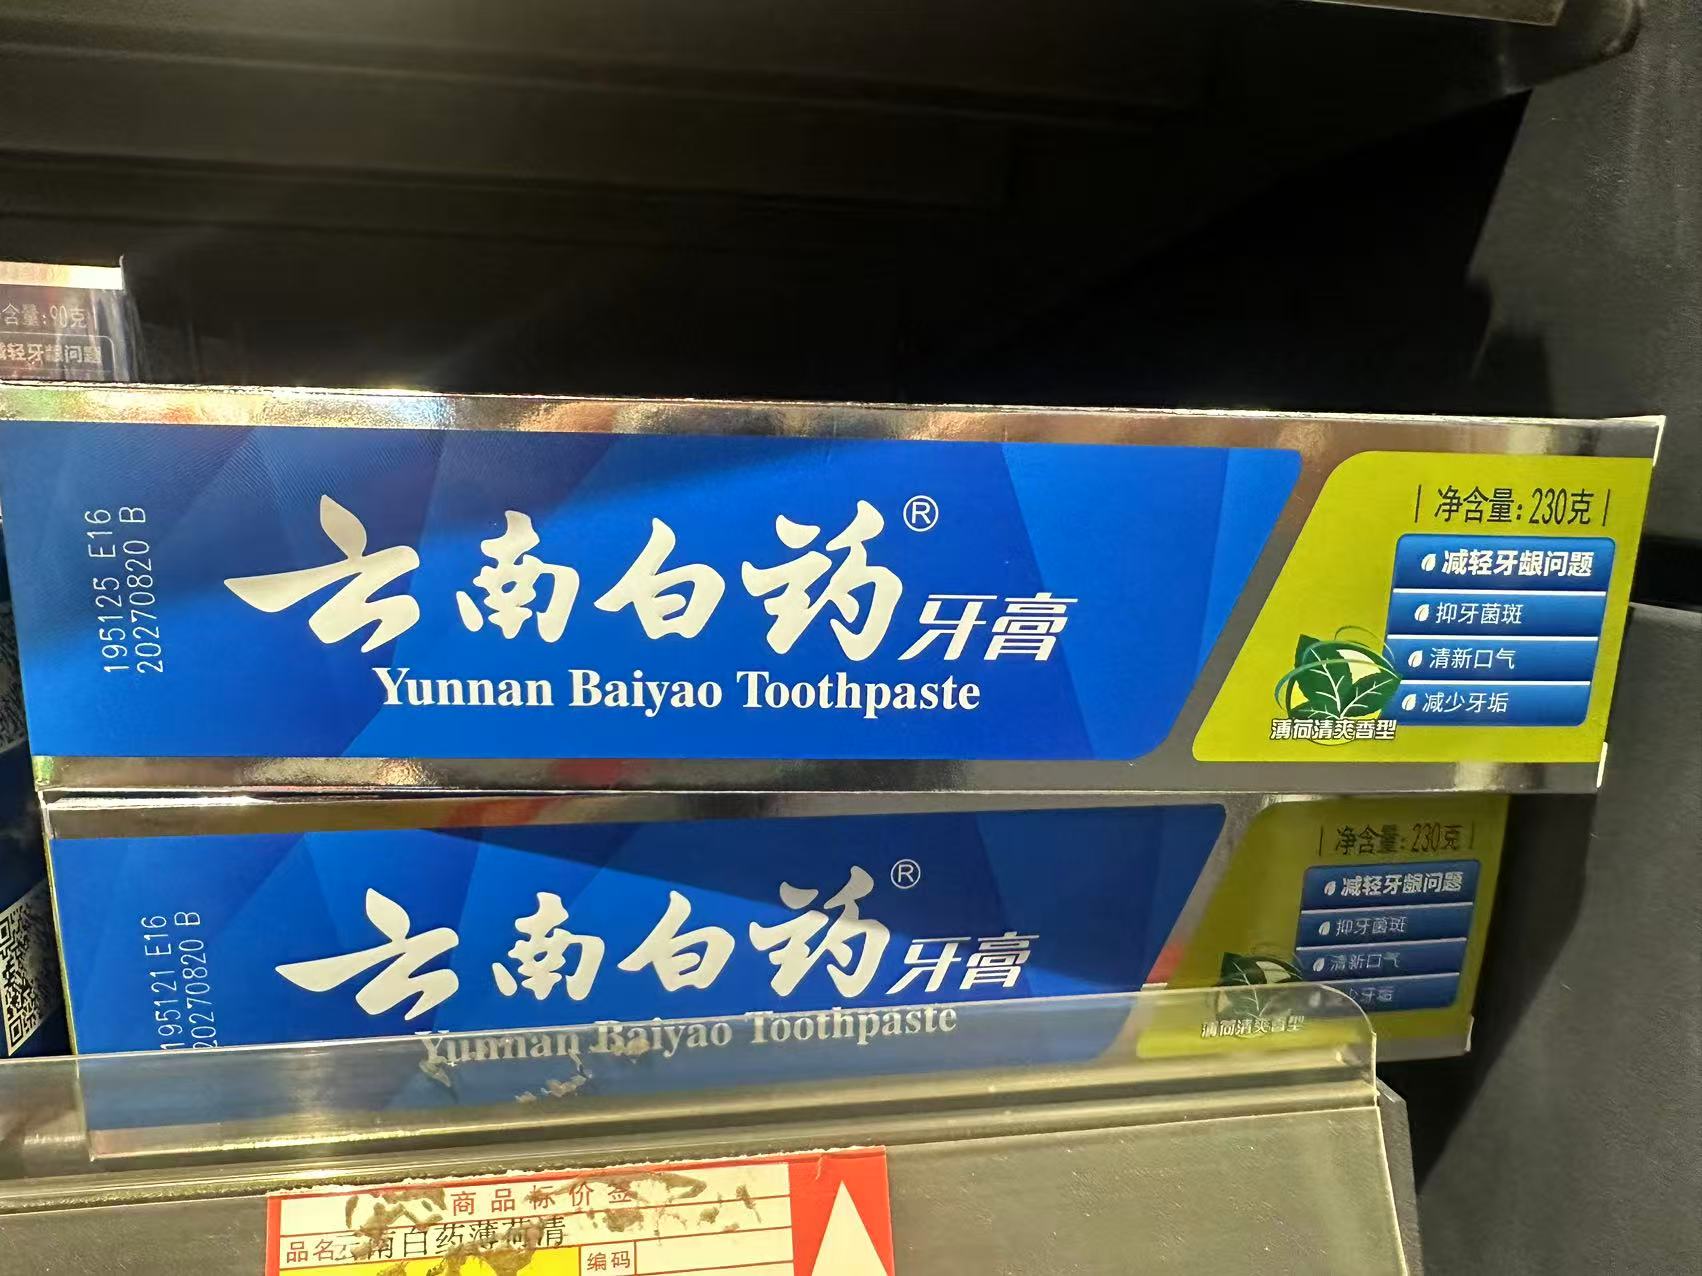 含量:90克
减轻牙龈问题
195125 E16
20270820 B
云南白药®牙膏
Yunnan Baiyao Toothpaste
净含量:230克
减轻牙龈问题
抑牙菌斑
清新口气
减少牙垢
薄荷清爽香型
195121 E16
20270820 B
云南白药®牙膏
Yunnan Baiyao Toothpaste
净含量:230克
减轻牙龈问题
抑牙菌斑
清新口气
少牙垢
薄荷清爽香型
商品标价签
品名云南白药薄荷清
编码